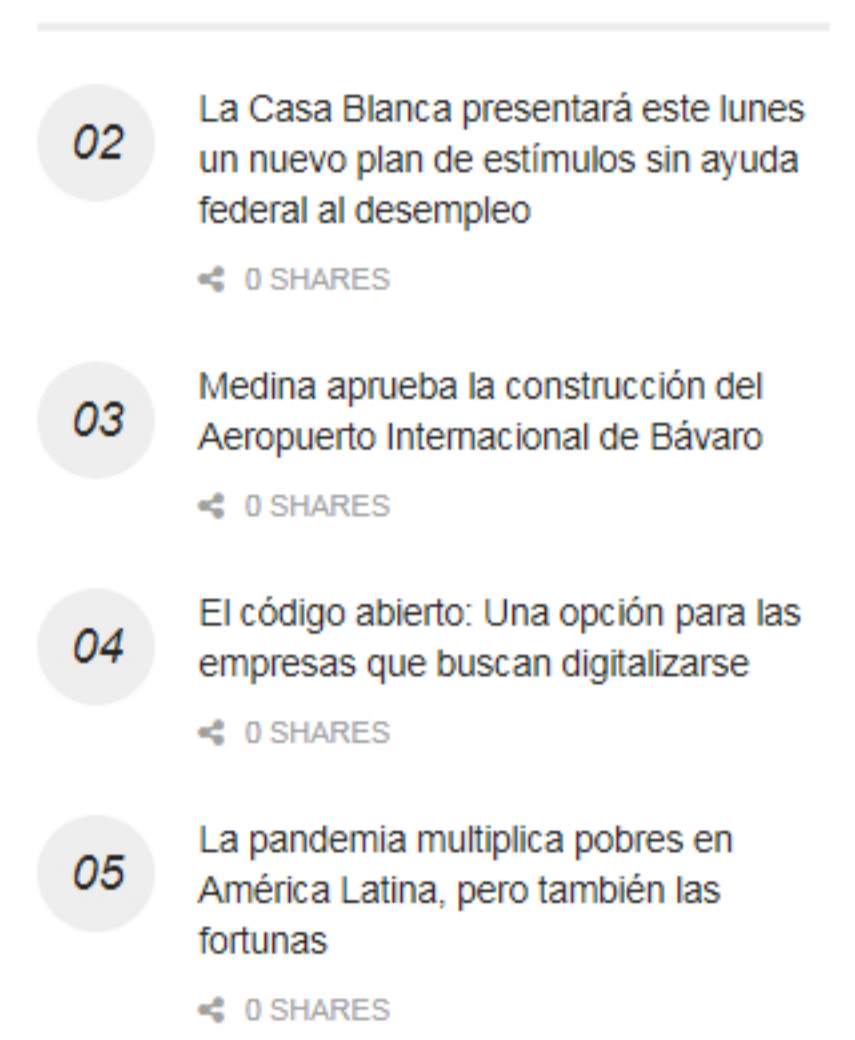 02
La Casa Blanca presentará este lunes
un nuevo plan de estímulos sin ayuda
federal al desempleo
0 SHARES
03
Medina aprueba la construcción del
Aeropuerto Internacional de Bávaro
0 SHARES
04
El código abierto: Una opción para las
empresas que buscan digitalizarse
0 SHARES
05
La pandemia multiplica pobres en
América Latina, pero también las
fortunas
0 SHARES